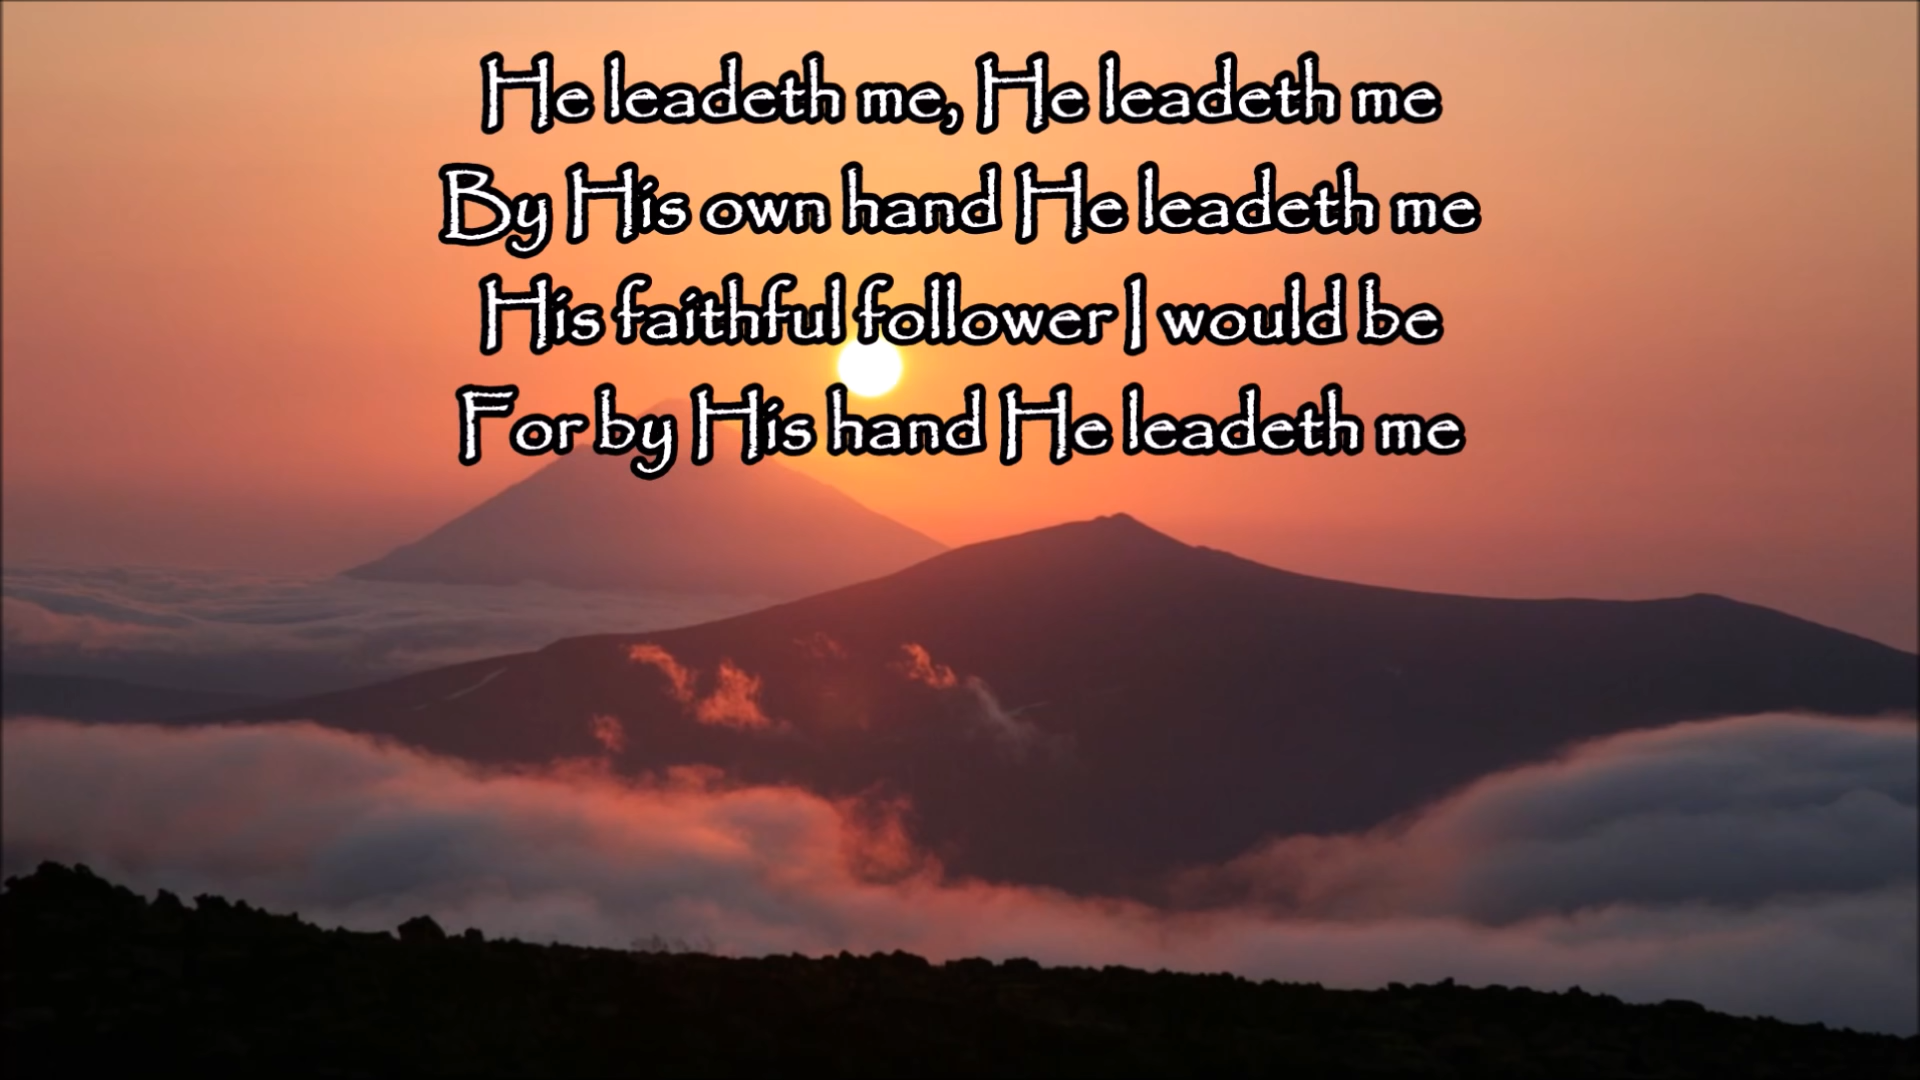 He leadeth me, He leadeth me
By His own hand He leadeth me
His faithful follower I would be
For by His hand He leadeth me